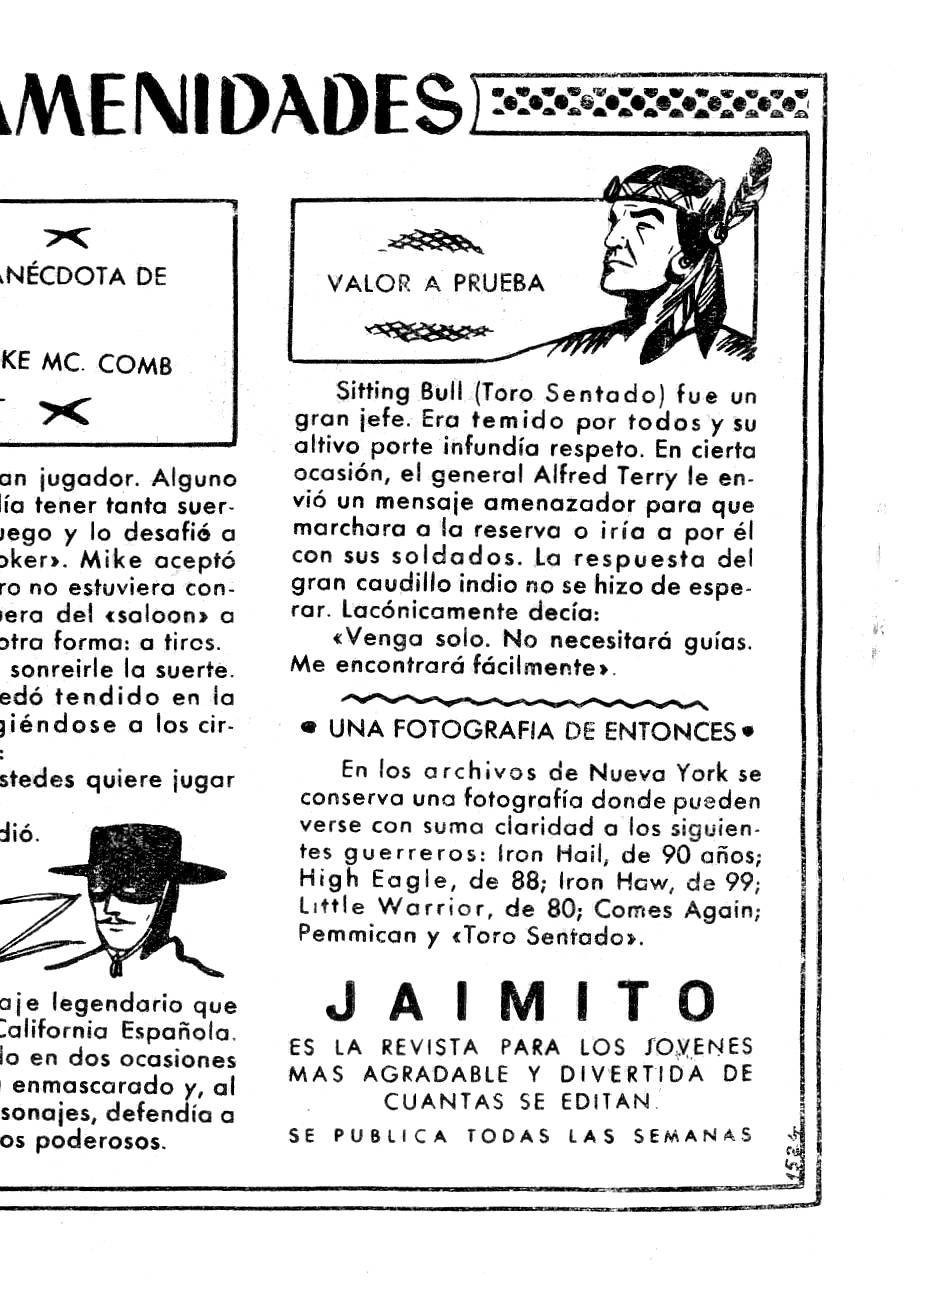 AMENIDADES
ANÉCDOTA DE
KE MC. COMB
an jugador. Alguno
lía tener tanta suer-
uego y lo desafió a
oker». Mike aceptó
ro no estuviera con-
era del «saloon» a
otra forma: a tiros.
sonreirle la suerte.
edó tendido en la
giéndose a los cir-
:
stedes quiere jugar
dió.
aje legendario que
California Española.
do en dos ocasiones
enmascarado y, al
sonajes, defendía a
os poderosos.
VALOR A PRUEBA
Sitting Bull (Toro Sentado) fue un
gran jefe. Era temido por todos y su
altivo porte infundía respeto. En cierta
ocasión, el general Alfred Terry le en-
vió un mensaje amenazador para que
marchara a la reserva o iría a por él
con sus soldados. La respuesta del
gran caudillo indio no se hizo de espe-
rar. Lacónicamente decía:
«Venga solo. No necesitará guías.
Me encontrará fácilmente».
• UNA FOTOGRAFIA DE ENTONCES •
En los archivos de Nueva York se
conserva una fotografía donde pueden
verse con suma claridad a los siguien-
tes guerreros: Iron Hail, de 90 años;
High Eagle, de 88; Iron Haw, de 99;
Little Warrior, de 80; Comes Again;
Pemmican y «Toro Sentado».
JAIMITO
ES LA REVISTA PARA LOS JOVENES
MAS AGRADABLE Y DIVERTIDA DE
CUANTAS SE EDITAN.
SE PUBLICA TODAS LAS SEMANAS